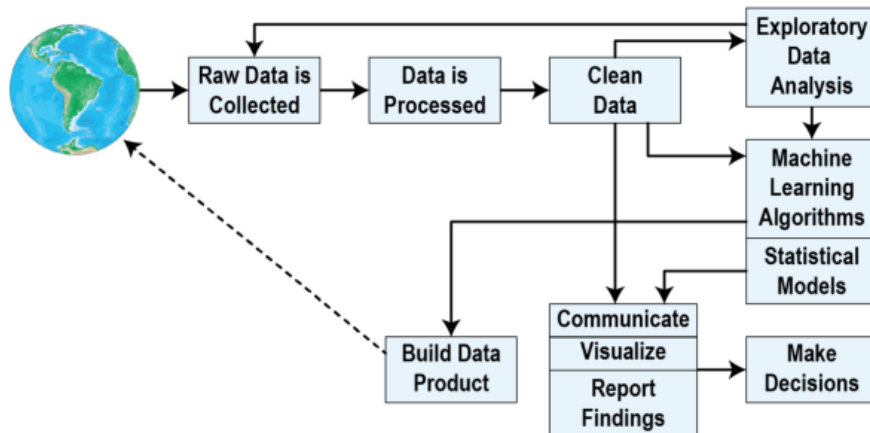 Raw Data is
Collected
Data is
Processed
Clean
Data
Exploratory
Data
Analysis
Machine
Learning
Algorithms
Statistical
Models
Communicate
Visualize
Report
Findings
Build Data
Product
Make
Decisions